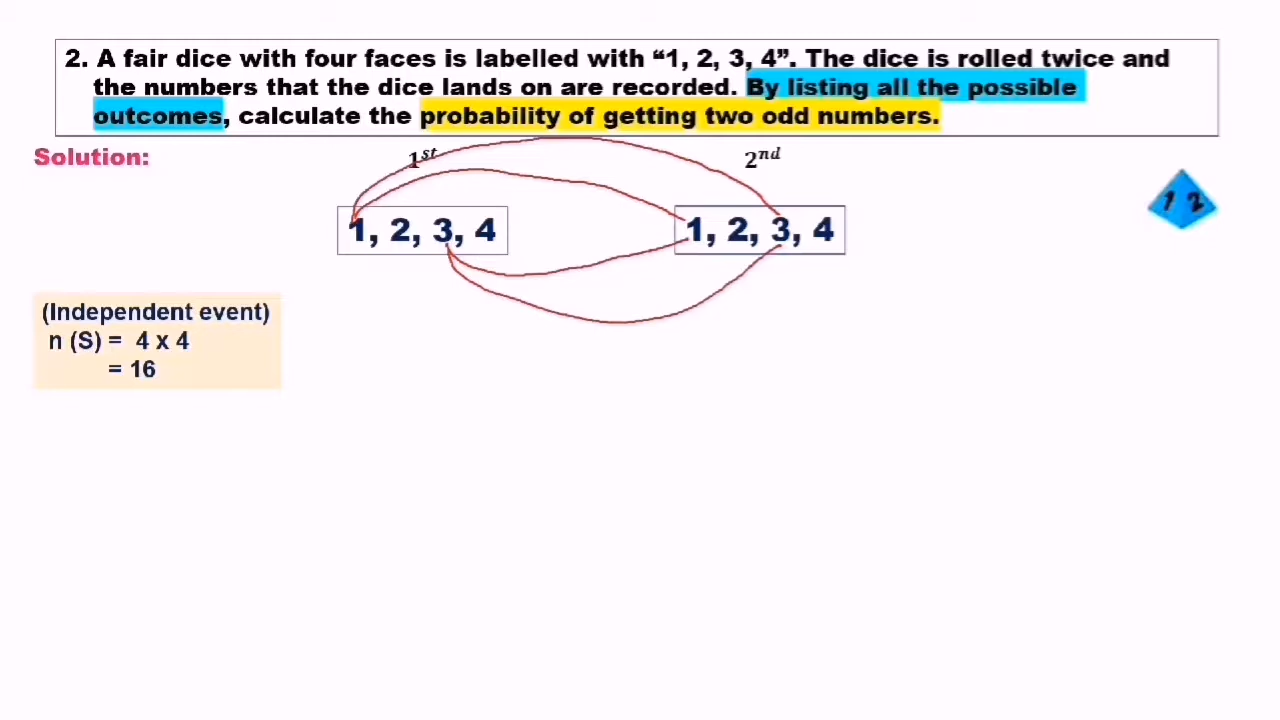 2. A fair dice with four faces is labelled with “1, 2, 3, 4”. The dice is rolled twice and
the numbers that the dice lands on are recorded. By listing all the possible
outcomes, calculate the probability of getting two odd numbers.
Solution:
1st 2nd
1, 2, 3, 4 1, 2, 3, 4
1 2
(Independent event)
n (S) = 4 x 4
= 16